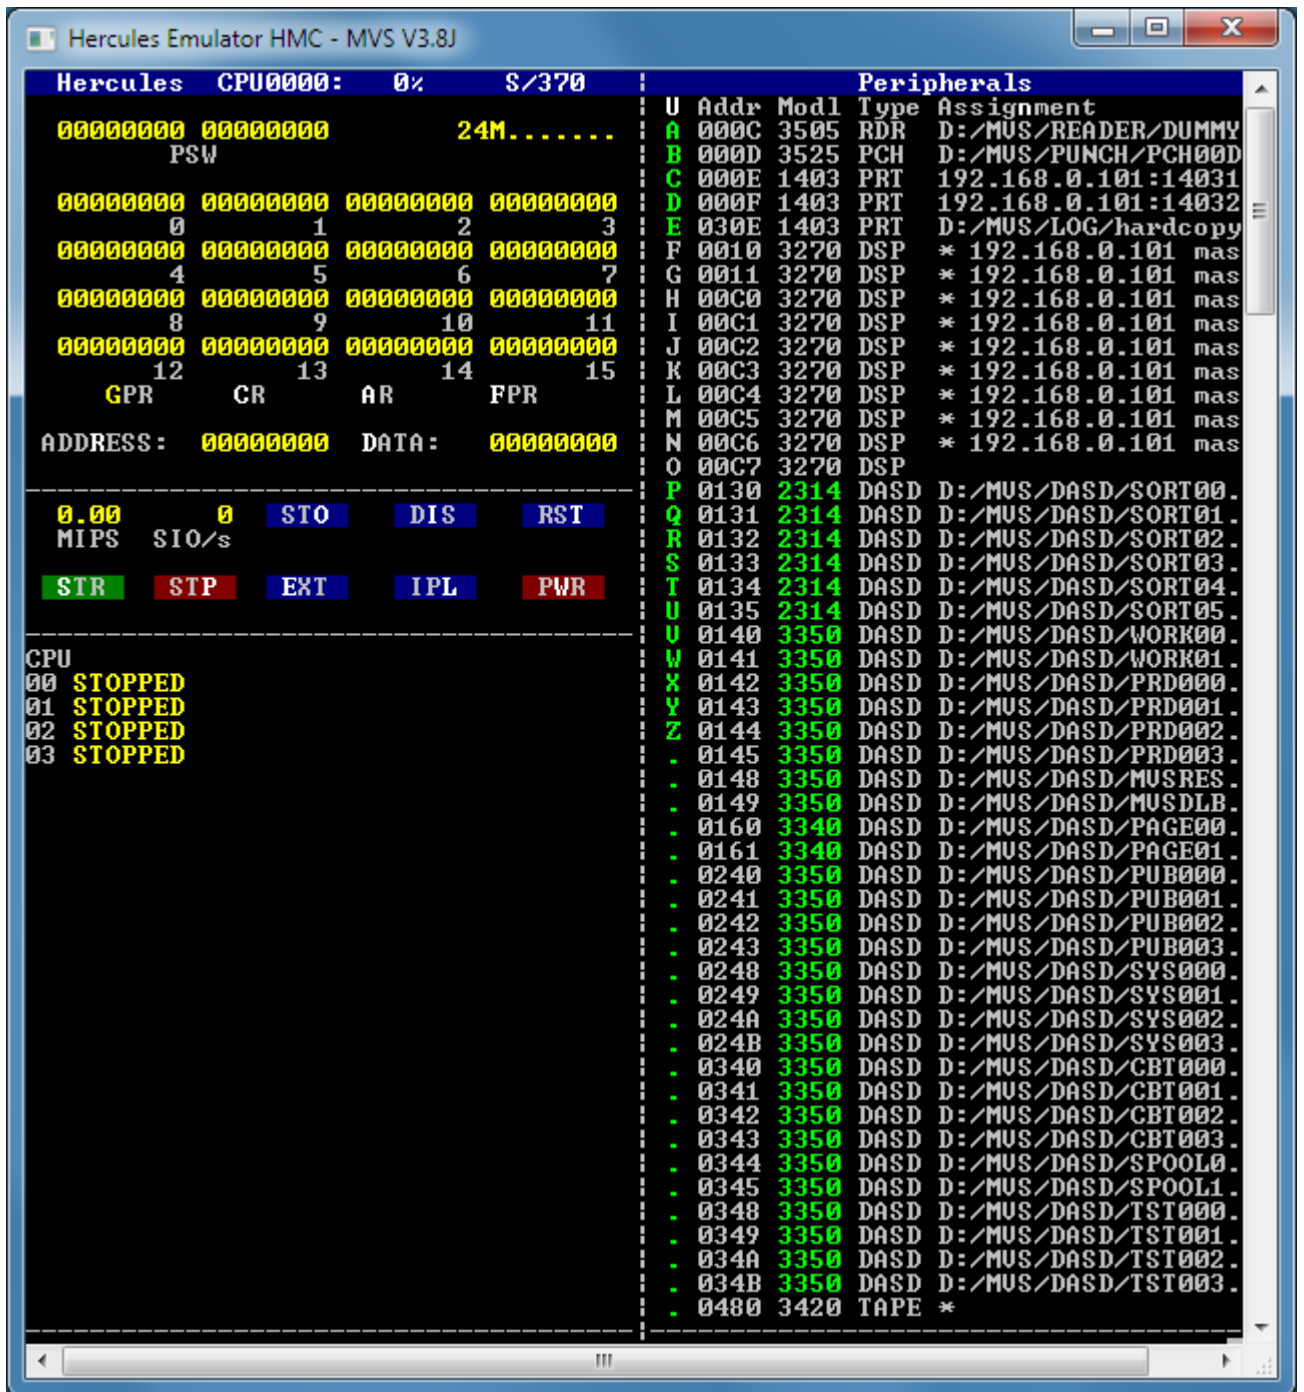 Hercules Emulator HMC - MVS V3.8J
Hercules CPU0000: 0% S/370
00000000 00000000 24M.......
PSW
00000000 00000000 00000000 00000000
0 1 2 3
00000000 00000000 00000000 00000000
4 5 6 7
00000000 00000000 00000000 00000000
8 9 10 11
00000000 00000000 00000000 00000000
12 13 14 15
GPR CR AR FPR
ADDRESS: 00000000 DATA: 00000000
0.00 0 STO DIS RST
MIPS SIO/s
STR STP EXT IPL PWR
CPU
00 STOPPED
01 STOPPED
02 STOPPED
03 STOPPED
Peripherals
U Addr Modl Type Assignment
A 000C 3505 RDR D:/MVS/READER/DUMMY
B 000D 3525 PCH D:/MVS/PUNCH/PCH00D
C 000E 1403 PRT 192.168.0.101:14031
D 000F 1403 PRT 192.168.0.101:14032
E 030E 1403 PRT D:/MVS/LOG/hardcopy
F 0010 3270 DSP * 192.168.0.101 mas
G 0011 3270 DSP * 192.168.0.101 mas
H 00C0 3270 DSP * 192.168.0.101 mas
I 00C1 3270 DSP * 192.168.0.101 mas
J 00C2 3270 DSP * 192.168.0.101 mas
K 00C3 3270 DSP * 192.168.0.101 mas
L 00C4 3270 DSP * 192.168.0.101 mas
M 00C5 3270 DSP * 192.168.0.101 mas
N 00C6 3270 DSP * 192.168.0.101 mas
O 00C7 3270 DSP
P 0130 2314 DASD D:/MVS/DASD/SORT00.
Q 0131 2314 DASD D:/MVS/DASD/SORT01.
R 0132 2314 DASD D:/MVS/DASD/SORT02.
S 0133 2314 DASD D:/MVS/DASD/SORT03.
T 0134 2314 DASD D:/MVS/DASD/SORT04.
U 0135 2314 DASD D:/MVS/DASD/SORT05.
V 0140 3350 DASD D:/MVS/DASD/WORK00.
W 0141 3350 DASD D:/MVS/DASD/WORK01.
X 0142 3350 DASD D:/MVS/DASD/PRD000.
Y 0143 3350 DASD D:/MVS/DASD/PRD001.
Z 0144 3350 DASD D:/MVS/DASD/PRD002.
. 0145 3350 DASD D:/MVS/DASD/PRD003.
. 0148 3350 DASD D:/MVS/DASD/MVSRES.
. 0149 3350 DASD D:/MVS/DASD/MVSDLB.
. 0160 3340 DASD D:/MVS/DASD/PAGE00.
. 0161 3340 DASD D:/MVS/DASD/PAGE01.
. 0240 3350 DASD D:/MVS/DASD/PUB000.
. 0241 3350 DASD D:/MVS/DASD/PUB001.
. 0242 3350 DASD D:/MVS/DASD/PUB002.
. 0243 3350 DASD D:/MVS/DASD/PUB003.
. 0248 3350 DASD D:/MVS/DASD/SYS000.
. 0249 3350 DASD D:/MVS/DASD/SYS001.
. 024A 3350 DASD D:/MVS/DASD/SYS002.
. 024B 3350 DASD D:/MVS/DASD/SYS003.
. 0340 3350 DASD D:/MVS/DASD/CBT000.
. 0341 3350 DASD D:/MVS/DASD/CBT001.
. 0342 3350 DASD D:/MVS/DASD/CBT002.
. 0343 3350 DASD D:/MVS/DASD/CBT003.
. 0344 3350 DASD D:/MVS/DASD/SPOOL0.
. 0345 3350 DASD D:/MVS/DASD/SPOOL1.
. 0348 3350 DASD D:/MVS/DASD/TST000.
. 0349 3350 DASD D:/MVS/DASD/TST001.
. 034A 3350 DASD D:/MVS/DASD/TST002.
. 034B 3350 DASD D:/MVS/DASD/TST003.
. 0480 3420 TAPE *